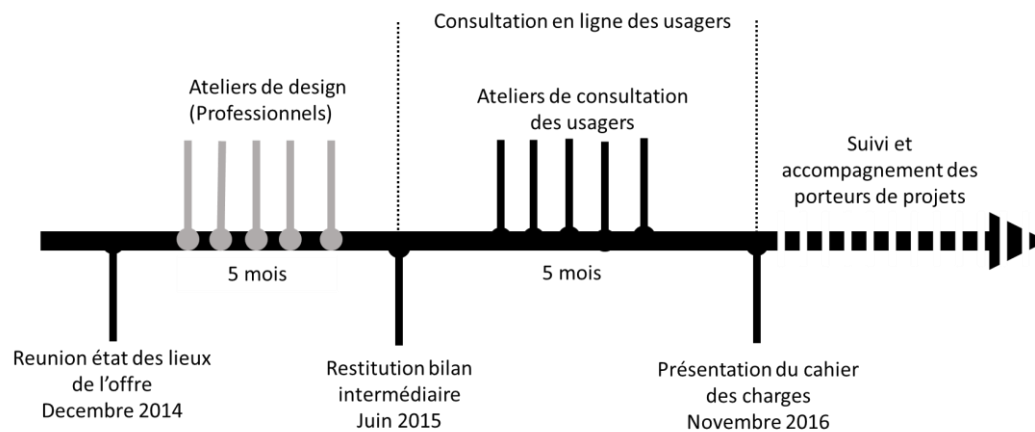 Consultation en ligne des usagers
Ateliers de design
(Professionnels)
Ateliers de consultation
des usagers
Suivi et
accompagnement des
porteurs de projets
5 mois
5 mois
Reunion état des lieux
de l'offre
Decembre 2014
Restitution bilan
intermédiaire
Juin 2015
Présentation du cahier
des charges
Novembre 2016